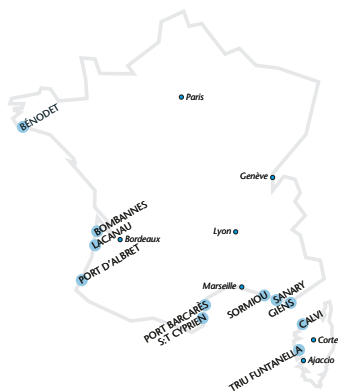 Paris
BÉNODET
Genève
BOMBANNES
LACANAU
Bordeaux
Lyon
PORT D'ALBRET
Marseille
SORMIOU
SANARY
GIENS
PORT BARCARÈS
S:T CYPRIEN
CALVI
Corte
TRIU FUNTANELLA
Ajaccio